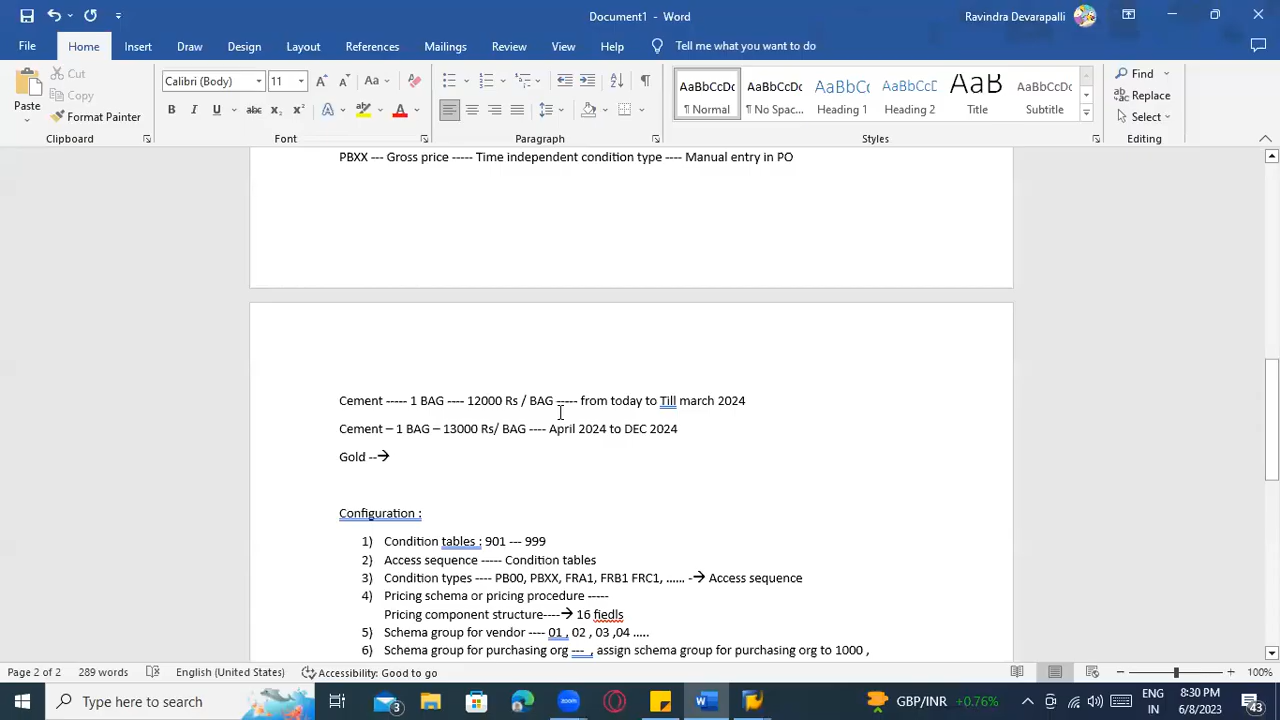 Document1 - Word
Ravindra Devarapalli
File Home Insert Draw Design Layout References Mailings Review View Help Tell me what you want to do
Paste
Cut
Copy
Format Painter
Clipboard
Calibri (Body) 11
Font
Paragraph
AaBbCcDc AaBbCcDc AaBbC AaBbCcC AaB AaBbCcD
¶ Normal ¶ No Spac... Heading 1 Heading 2 Title Subtitle
Styles
Find
Replace
Select
Editing
PBXX --- Gross price ----- Time independent condition type ---- Manual entry in PO
Cement ----- 1 BAG ---- 12000 Rs / BAG ----- from today to Till march 2024
Cement – 1 BAG – 13000 Rs/ BAG ---- April 2024 to DEC 2024
Gold --→
Configuration :
1) Condition tables : 901 --- 999
2) Access sequence ----- Condition tables
3) Condition types ---- PB00, PBXX, FRA1, FRB1 FRC1, ...... -→ Access sequence
4) Pricing schema or pricing procedure -----
Pricing component structure----→ 16 fiedls
5) Schema group for vendor ---- 01 , 02 , 03 ,04 .....
6) Schema group for purchasing org --- , assign schema group for purchasing org to 1000 ,
Page 2 of 2 289 words English (United States) Accessibility: Good to go 100%
Type here to search
3
zoom
GBP/INR +0.76%
ENG
IN
8:30 PM
6/8/2023
43